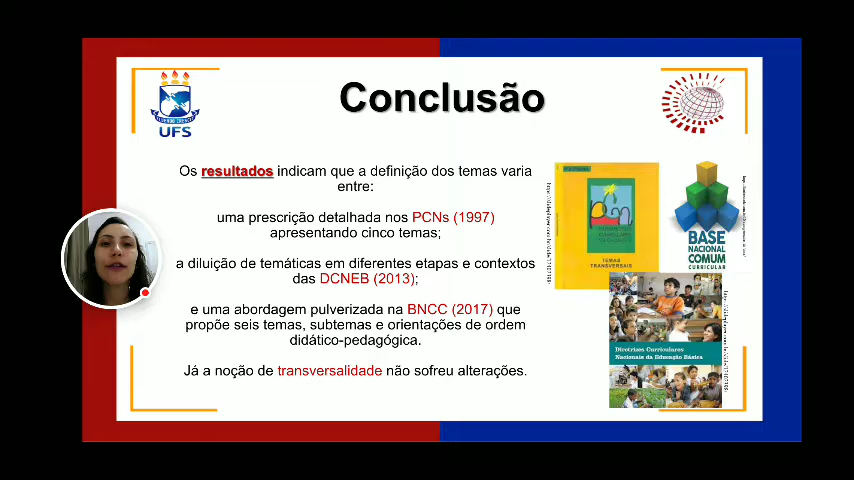 Conclusão
UFS
Os resultados indicam que a definição dos temas varia
entre:
uma prescrição detalhada nos PCNs (1997)
apresentando cinco temas;
a diluição de temáticas em diferentes etapas e contextos
das DCNEB (2013);
e uma abordagem pulverizada na BNCC (2017) que
propõe seis temas, subtemas e orientações de ordem
didático-pedagógica.
Já a noção de transversalidade não sofreu alterações.
TEMAS
TRANSVERSAIS
BASE
NACIONAL
COMUM
CURRICULAR
Diretrizes Curriculares
Nacionais da Educação Básica